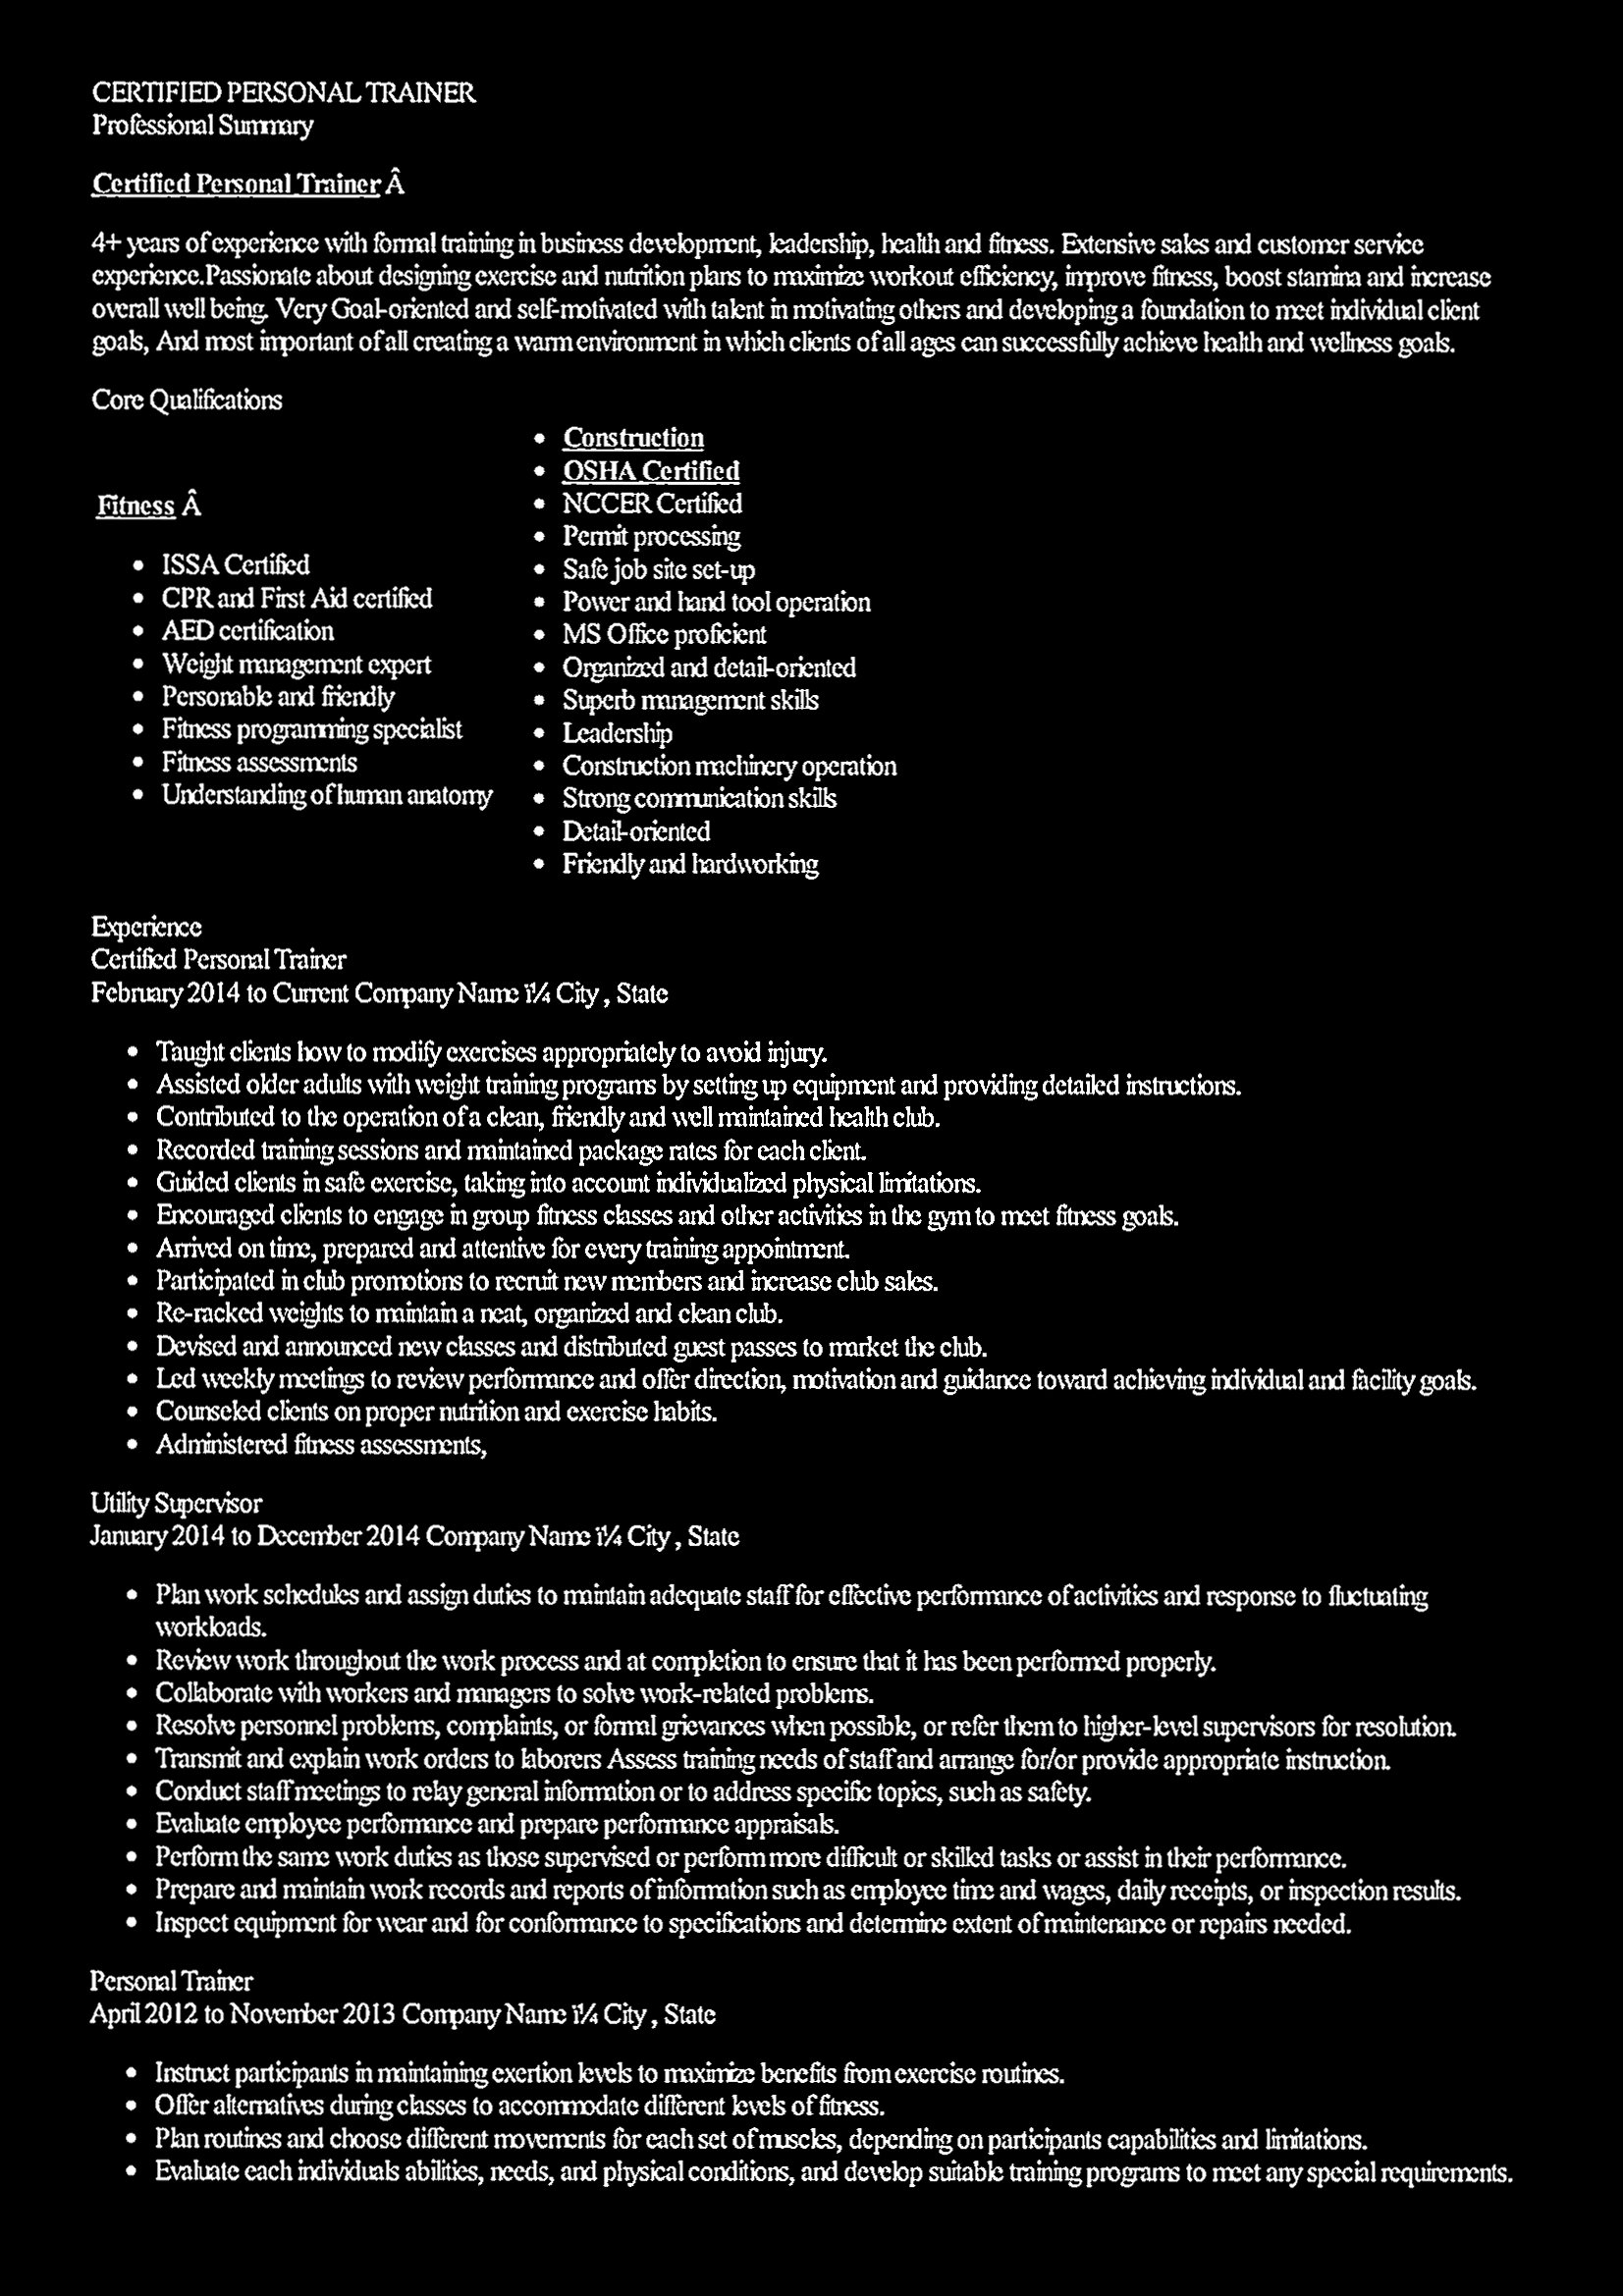 CERTIFIED PERSONAL TRAINER
Professional Summary
Certified Personal Trainer Â
4+ years of experience with formal training in business development, leadership, health and fitness. Extensive sales and customer service
experience.Passionate about designing exercise and nutrition plans to maximize workout efficiency, improve fitness, boost stamina and increase
overall well being. Very Goal-oriented and self-motivated with talent in motivating others and developing a foundation to meet individual client
goals, And most important of all creating a warm environment in which clients of all ages can successfully achieve health and wellness goals.
Core Qualifications
Fitness Â
• ISSA Certified
• CPR and First Aid certified
• AED certification
• Weight management expert
• Personable and friendly
• Fitness programming specialist
• Fitness assessments
• Understanding of human anatomy
• Construction
• OSHA Certified
• NCCER Certified
• Permit processing
• Safe job site set-up
• Power and hand tool operation
• MS Office proficient
• Organized and detail-oriented
• Superb management skills
• Leadership
• Construction machinery operation
• Strong communication skills
• Detail-oriented
• Friendly and hardworking
Experience
Certified Personal Trainer
February 2014 to Current Company Name ï¼ City , State
• Taught clients how to modify exercises appropriately to avoid injury.
• Assisted older adults with weight training programs by setting up equipment and providing detailed instructions.
• Contributed to the operation of a clean, friendly and well maintained health club.
• Recorded training sessions and maintained package rates for each client.
• Guided clients in safe exercise, taking into account individualized physical limitations.
• Encouraged clients to engage in group fitness classes and other activities in the gym to meet fitness goals.
• Arrived on time, prepared and attentive for every training appointment.
• Participated in club promotions to recruit new members and increase club sales.
• Re-racked weights to maintain a neat, organized and clean club.
• Devised and announced new classes and distributed guest passes to market the club.
• Led weekly meetings to review performance and offer direction, motivation and guidance toward achieving individual and facility goals.
• Counseled clients on proper nutrition and exercise habits.
• Administered fitness assessments,
Utility Supervisor
January 2014 to December 2014 Company Name ï¼ City , State
• Plan work schedules and assign duties to maintain adequate staff for effective performance of activities and response to fluctuating
workloads.
• Review work throughout the work process and at completion to ensure that it has been performed properly.
• Collaborate with workers and managers to solve work-related problems.
• Resolve personnel problems, complaints, or formal grievances when possible, or refer them to higher-level supervisors for resolution.
• Transmit and explain work orders to laborers Assess training needs of staff and arrange for/or provide appropriate instruction.
• Conduct staff meetings to relay general information or to address specific topics, such as safety.
• Evaluate employee performance and prepare performance appraisals.
• Perform the same work duties as those supervised or perform more difficult or skilled tasks or assist in their performance.
• Prepare and maintain work records and reports of information such as employee time and wages, daily receipts, or inspection results.
• Inspect equipment for wear and for conformance to specifications and determine extent of maintenance or repairs needed.
Personal Trainer
April 2012 to November 2013 Company Name ï¼ City , State
• Instruct participants in maintaining exertion levels to maximize benefits from exercise routines.
• Offer alternatives during classes to accommodate different levels of fitness.
• Plan routines and choose different movements for each set of muscles, depending on participants capabilities and limitations.
• Evaluate each individuals abilities, needs, and physical conditions, and develop suitable training programs to meet any special requirements.